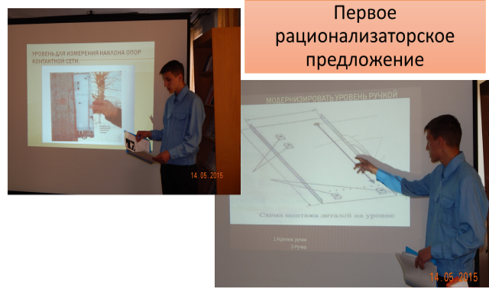 Первое
рационализаторское
предложение
УРОВЕНЬ ДЛЯ ИЗМЕРЕНИЯ НАКЛОНА ОПОР
КОНТАКТНОЙ СЕТИ
14.05.2015
МОДЕРНИЗИРОВАТЬ УРОВЕНЬ РУЧКОЙ
Схема монтажа деталей на уровне
14.05.2015